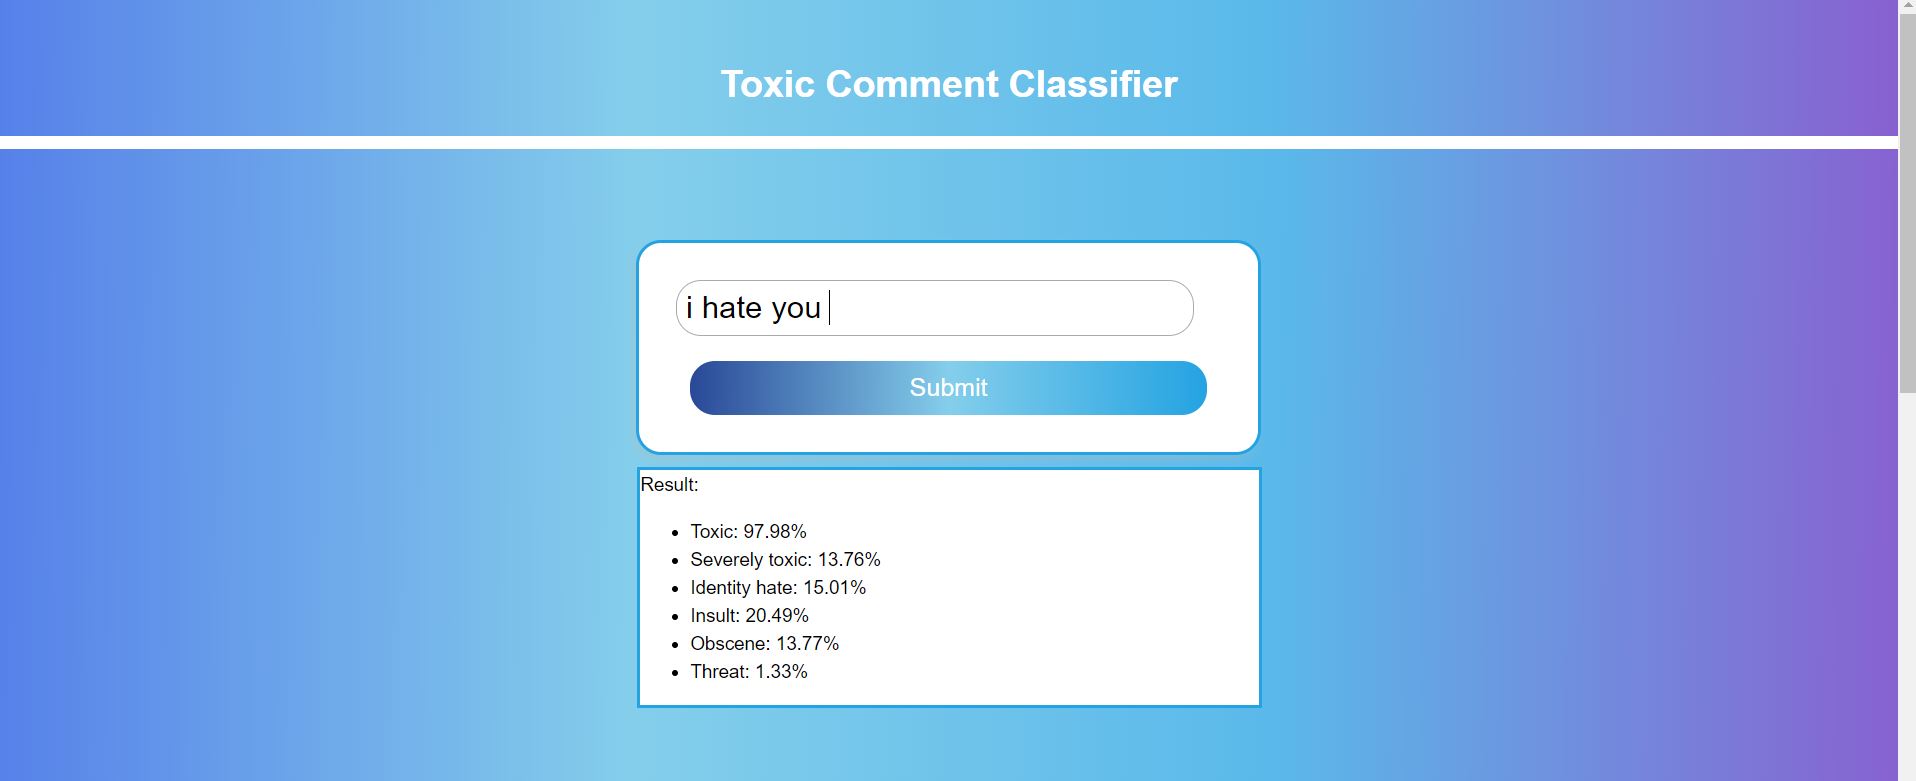 Toxic Comment Classifier
i hate you
Submit
Result:
Toxic: 97.98%
Severely toxic: 13.76%
Identity hate: 15.01%
Insult: 20.49%
Obscene: 13.77%
Threat: 1.33%